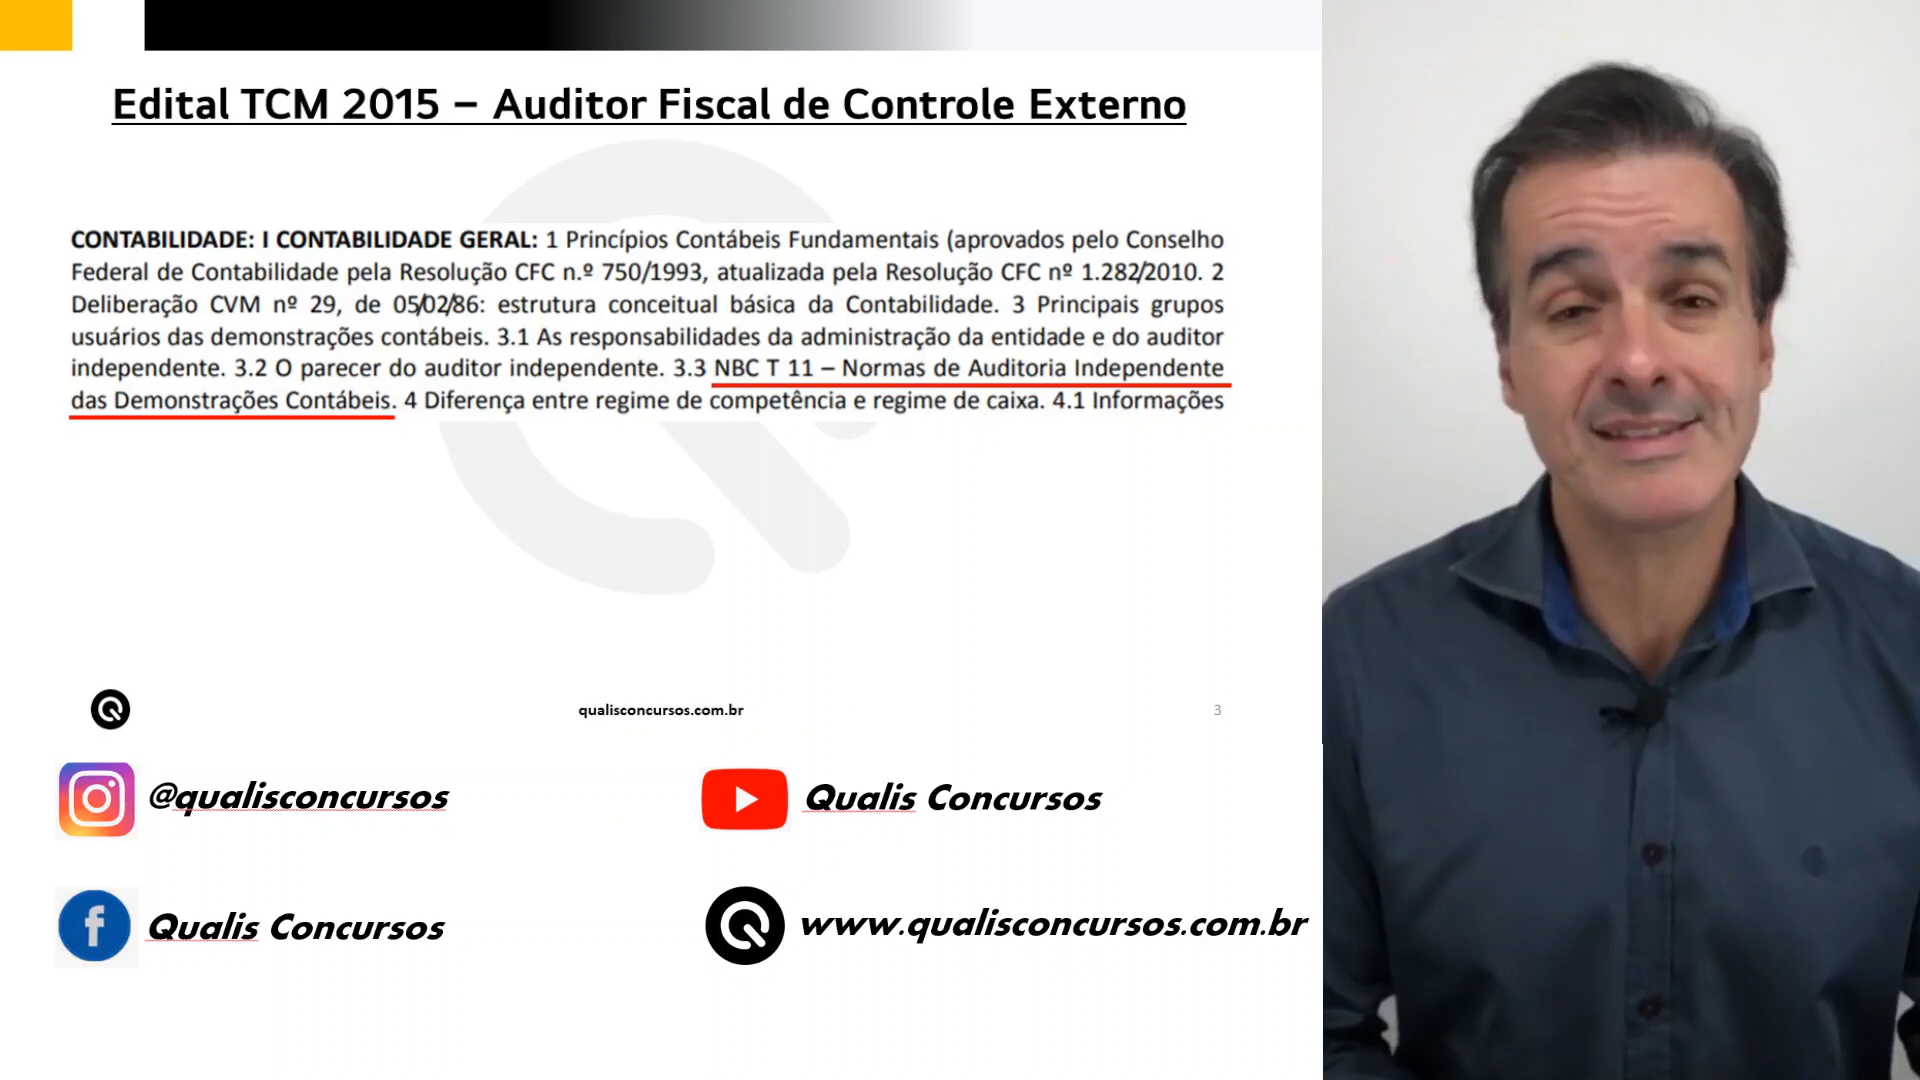 Edital TCM 2015 – Auditor Fiscal de Controle Externo
CONTABILIDADE: I CONTABILIDADE GERAL: 1 Princípios Contábeis Fundamentais (aprovados pelo Conselho
Federal de Contabilidade pela Resolução CFC n.º 750/1993, atualizada pela Resolução CFC nº 1.282/2010. 2
Deliberação CVM nº 29, de 05/02/86: estrutura conceitual básica da Contabilidade. 3 Principais grupos
usuários das demonstrações contábeis. 3.1 As responsabilidades da administração da entidade e do auditor
independente. 3.2 O parecer do auditor independente. 3.3 NBC T 11 – Normas de Auditoria Independente
das Demonstrações Contábeis. 4 Diferença entre regime de competência e regime de caixa. 4.1 Informações
qualisconcursos.com.br
3
@qualisconcursos
Qualis Concursos
Qualis Concursos
www.qualisconcursos.com.br